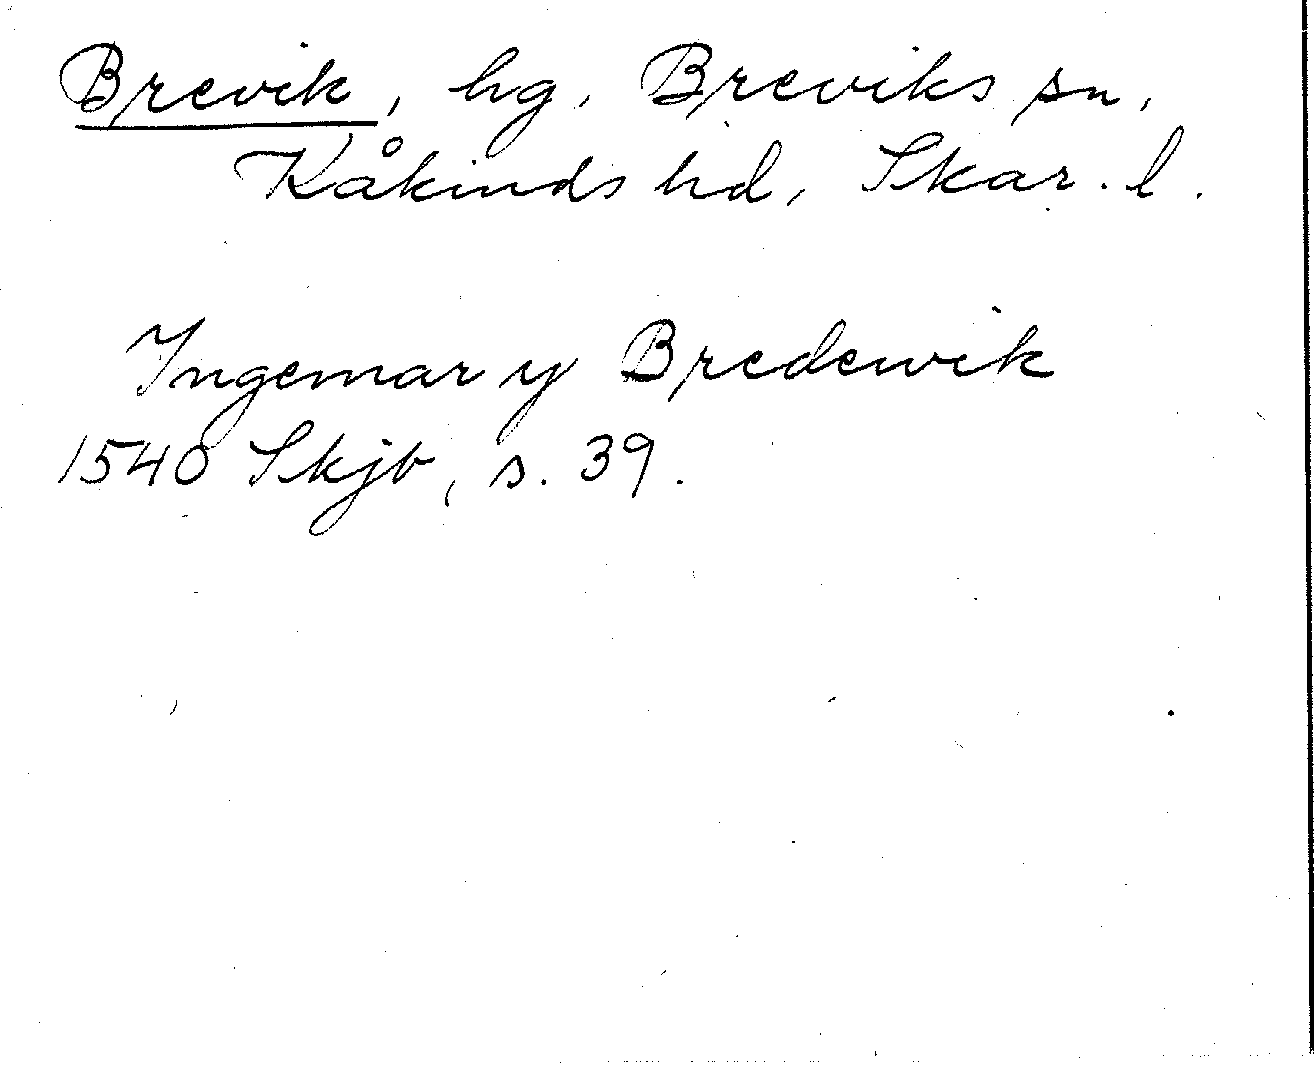 Brevik, hg, Breviks sn,
Kåkinds hd, Skar. l.
Ingemar y Bredewik
1540 Skjb, s. 39.